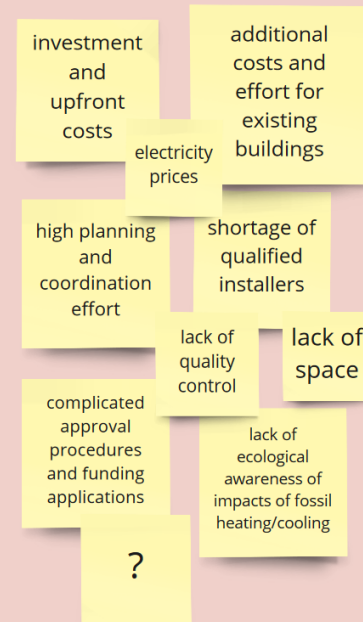 investment
and
upfront
costs
additional
costs and
effort for
existing
buildings
electricity
prices
high planning
and
coordination
effort
shortage of
qualified
installers
lack of
quality
control
lack of
space
complicated
approval
procedures
and funding
applications
lack of
ecological
awareness of
impacts of fossil
heating/cooling
?